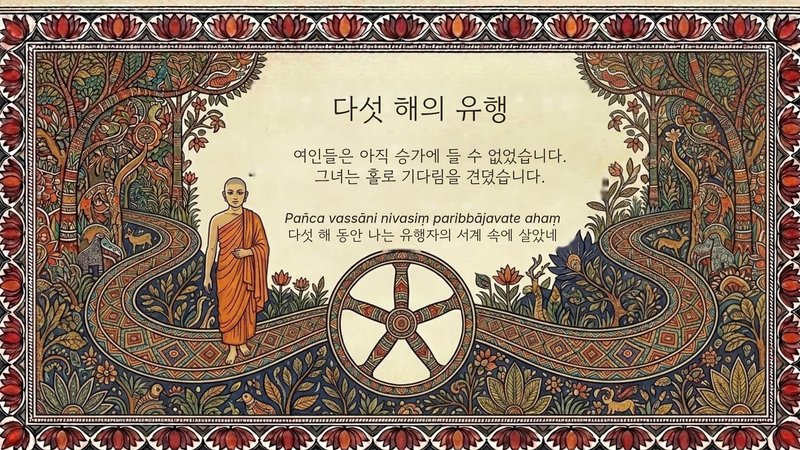 다섯 해의 유행
여인들은 아직 승가에 들 수 없었습니다.
그녀는 홀로 기다림을 견뎠습니다.
Pañca vassāni nivasiṃ paribbājavate ahaṃ
다섯 해 동안 나는 유행자의 서계 속에 살았네